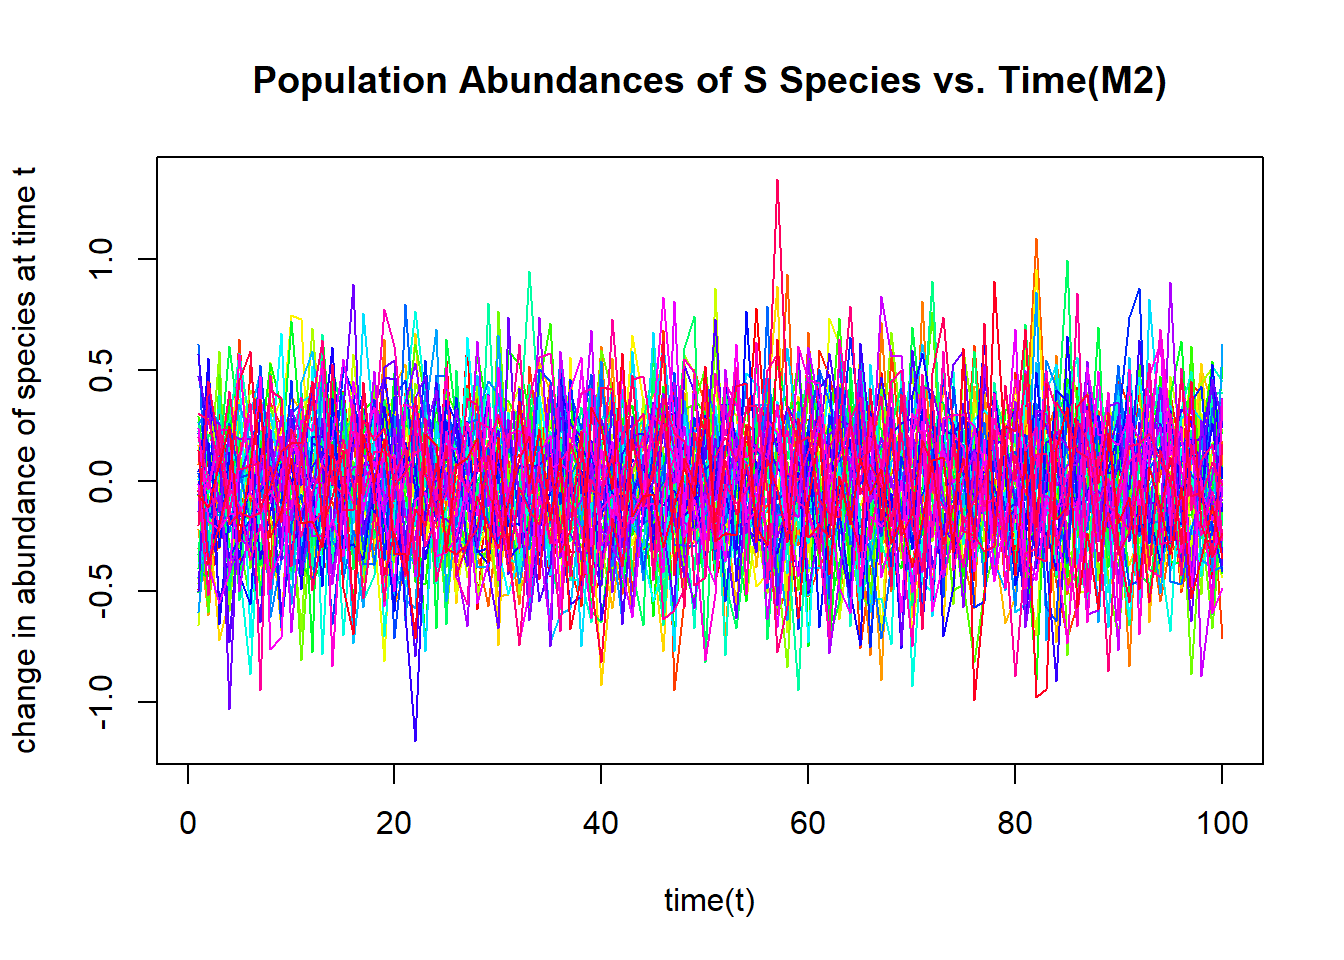 Population Abundances of S Species vs. Time(M2)
change in abundance of species at time t
1.0
0.5
0.0
-0.5
-1.0
0 20 40 60 80 100
time(t)